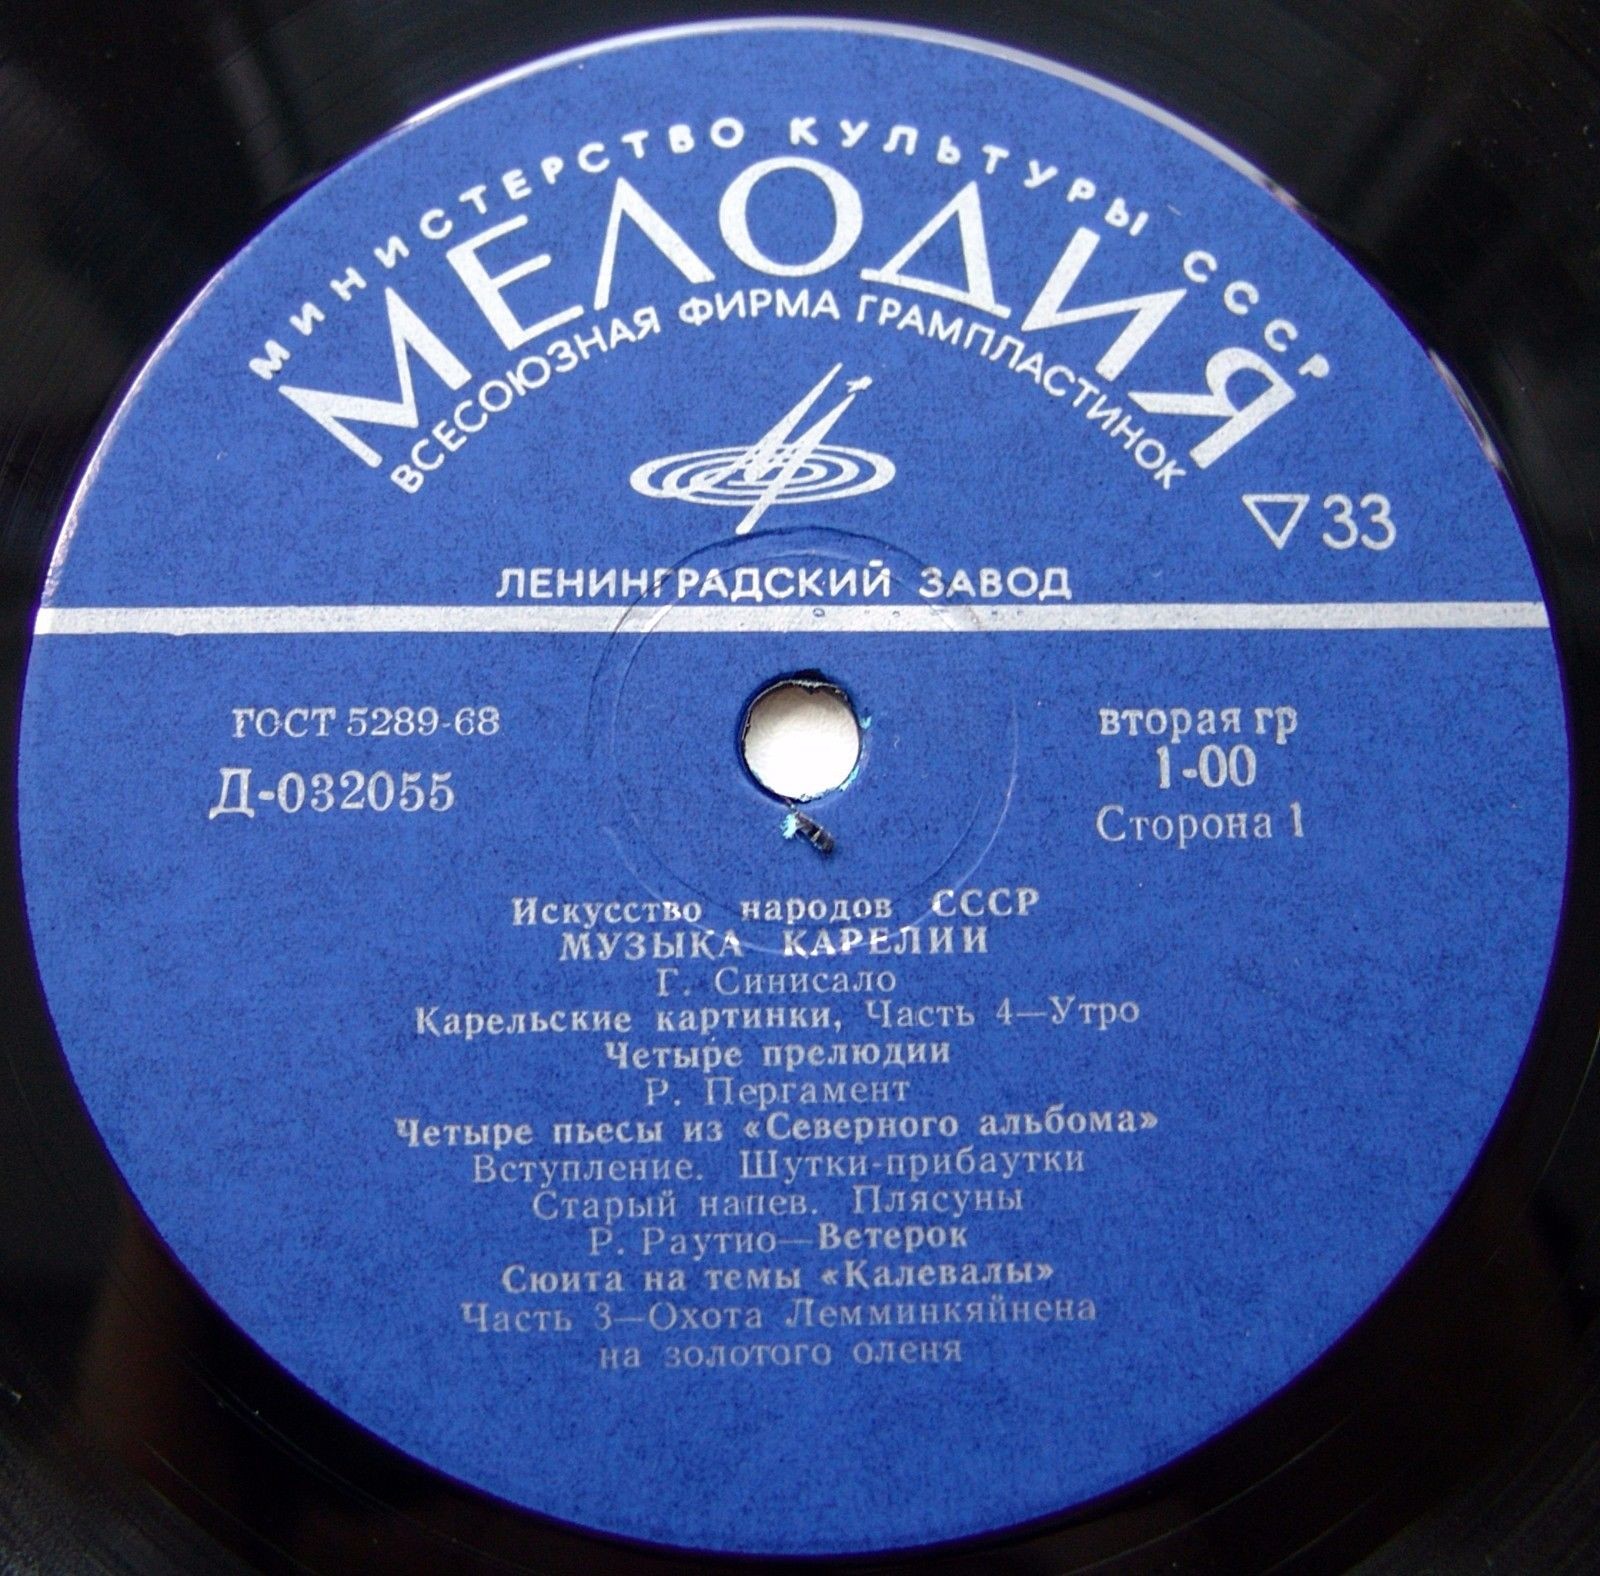 МИНИСТЕРСТВО КУЛЬТУРЫ СССР
МЕЛОДИЯ
ВСЕСОЮЗНАЯ ФИРМА ГРАМПЛАСТИНОК
33
ЛЕНИНГРАДСКИЙ ЗАВОД
ГОСТ 5289-68
Д-032055
вторая гр
1-00
Сторона 1
Искусство народов СССР
МУЗЫКА КАРЕЛИИ
Г. Синисало
Карельские картинки, Часть 4—Утро
Четыре прелюдии
Р. Пергамент
Четыре пьесы из «Северного альбома»
Вступление. Шутки-прибаутки
Старый напев. Плясуны
Р. Раутио—Ветерок
Сюита на темы «Калевалы»
Часть 3—Охота Лемминкяйнена
на золотого оленя